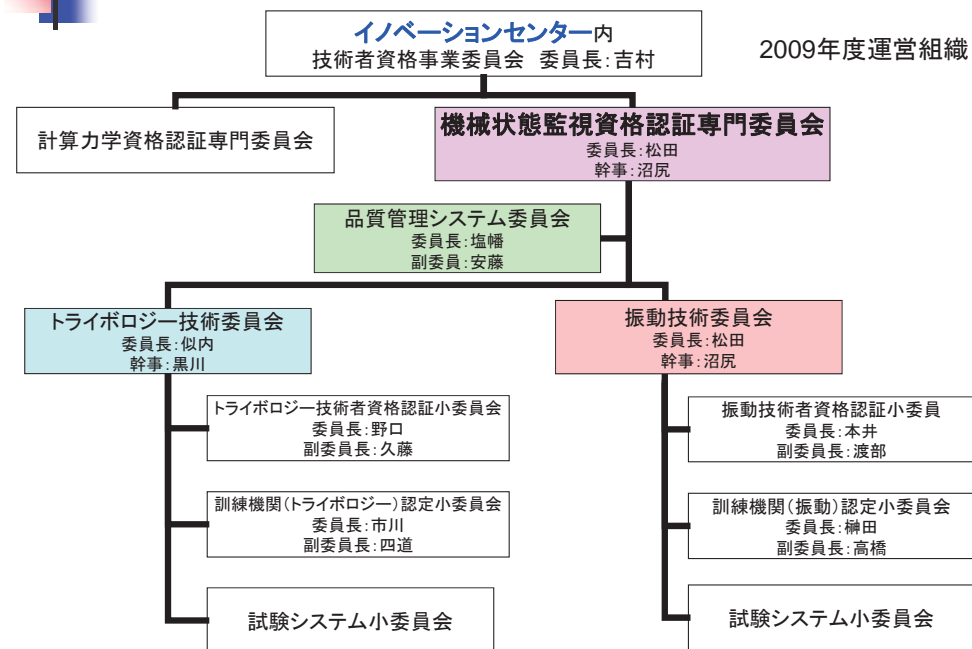 イノベーションセンター内
技術者資格事業委員会 委員長:吉村
2009年度運営組織
計算力学資格認証専門委員会
機械状態監視資格認証専門委員会
委員長:松田
幹事:沼尻
品質管理システム委員会
委員長:塩幡
副委員:安藤
トライボロジー技術委員会
委員長:似内
幹事:黒川
振動技術委員会
委員長:松田
幹事:沼尻
トライボロジー技術者資格認証小委員会
委員長:野口
副委員長:久藤
振動技術者資格認証小委員
委員長:本井
副委員長:渡部
訓練機関(トライボロジー)認定小委員会
委員長:市川
副委員長:四道
訓練機関(振動)認定小委員会
委員長:榊田
副委員長:高橋
試験システム小委員会
試験システム小委員会